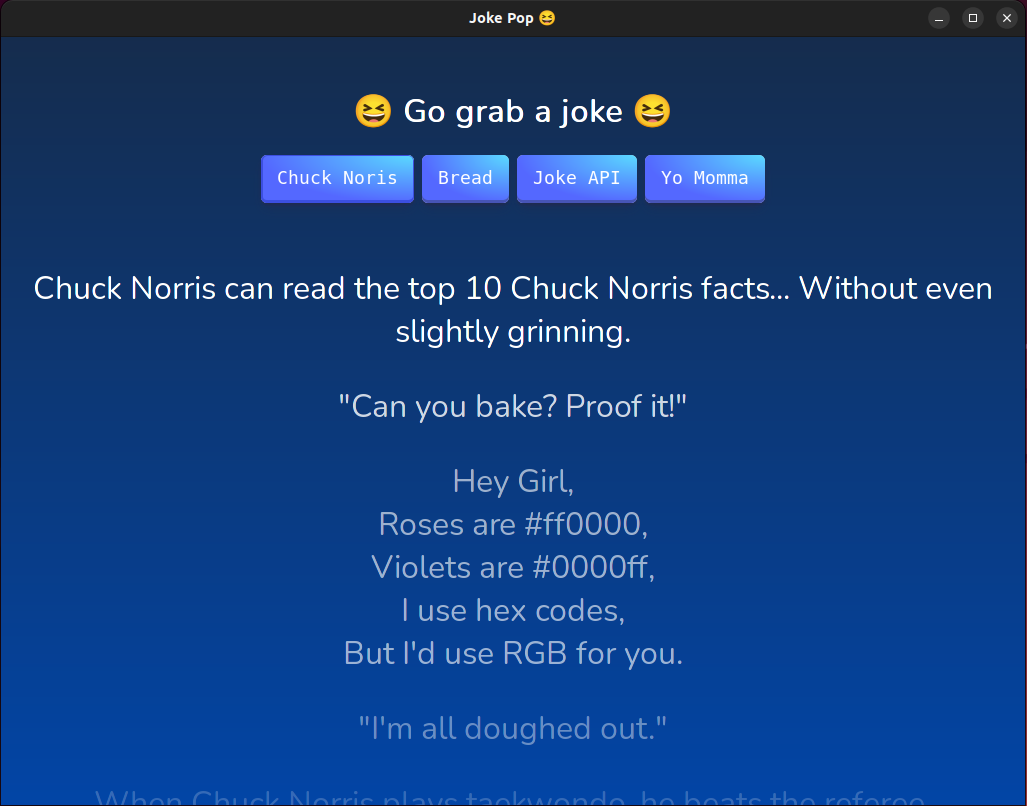 Joke Pop 😆
😆 Go grab a joke 😆
Chuck Noris
Bread
Joke API
Yo Momma
Chuck Norris can read the top 10 Chuck Norris facts... Without even
slightly grinning.
"Can you bake? Proof it!"
Hey Girl,
Roses are #ff0000,
Violets are #0000ff,
I use hex codes,
But I'd use RGB for you.
"I'm all doughed out."
When Chuck Norris plays taekwondo, he beats the referee